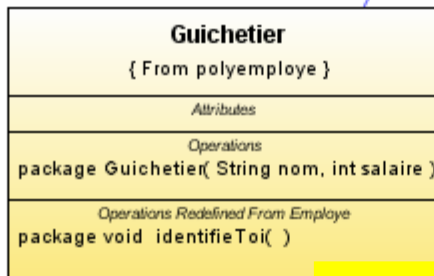 Guichetier
{ From polyemploye }
Attributes
Operations
package Guichetier( String nom, int salaire )
Operations Redefined From Employe
package void identifieToi( )